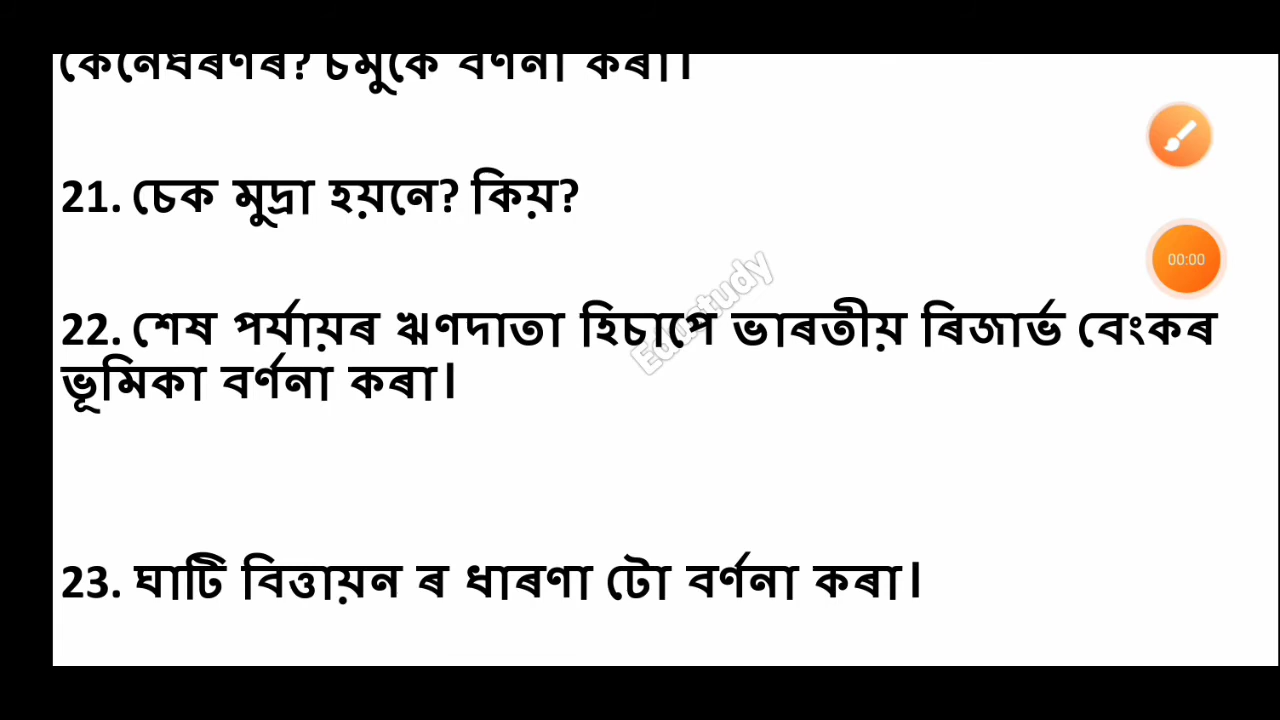 কেনেধৰণৰ? চমুকৈ বৰ্ণনা কৰা।
21. চেক মুদ্ৰা হয়নে? কিয়?
22. শেষ পৰ্যায়ৰ ঋণদাতা হিচাপে ভাৰতীয় ৰিজাৰ্ভ বেংকৰ
ভূমিকা বৰ্ণনা কৰা।
23. ঘাটি বিত্তায়ন ৰ ধাৰণা টো বৰ্ণনা কৰা।
00:00
Edustudy